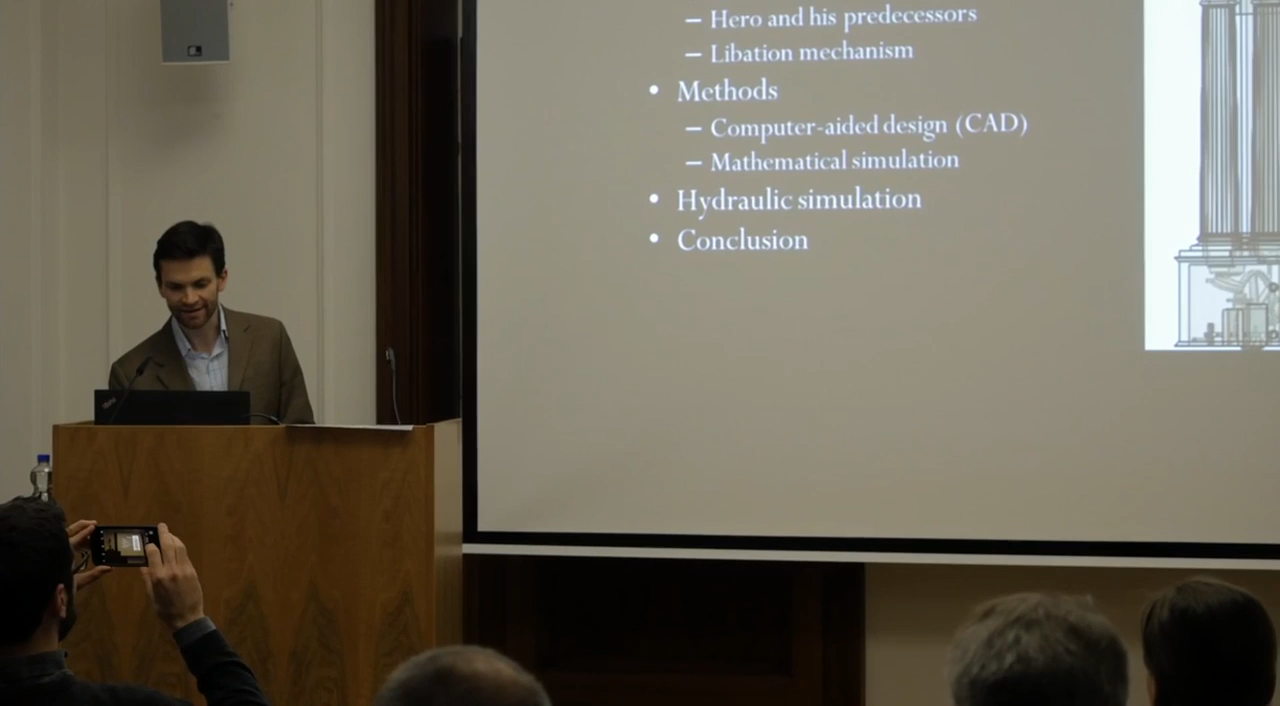 – Hero and his predecessors
– Libation mechanism
• Methods
– Computer-aided design (CAD)
– Mathematical simulation
• Hydraulic simulation
• Conclusion